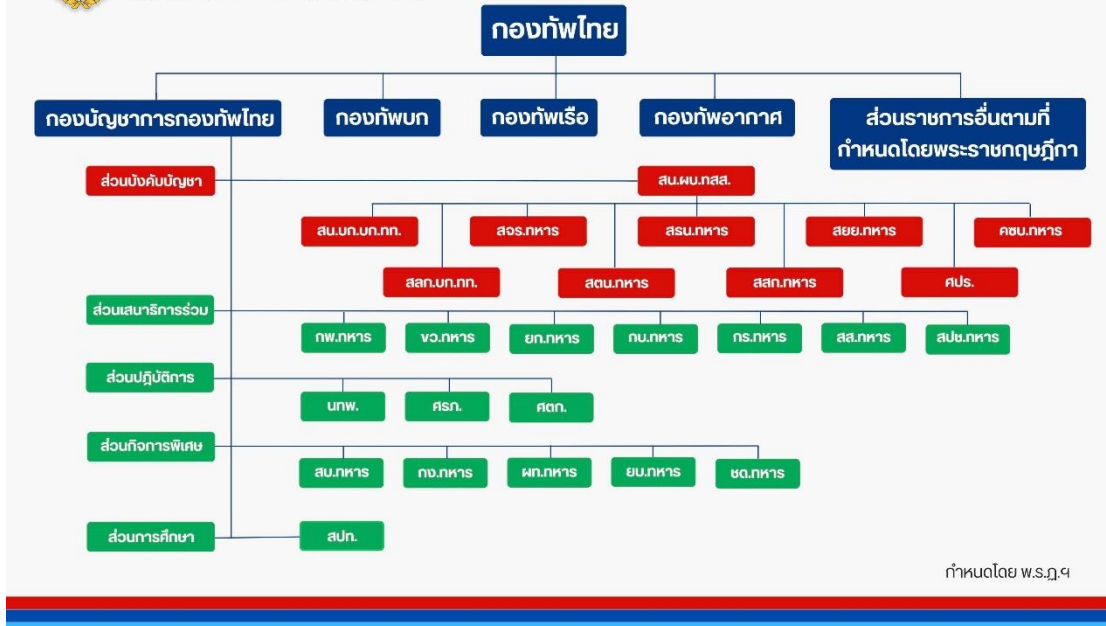 กองทัพไทย
กองบัญชาการกองทัพไทย
กองทัพบก
กองทัพเรือ
กองทัพอากาศ
ส่วนราชการอื่นตามที่
กำหนดโดยพระราชกฤษฎีกา
ส่วนบังคับบัญชา
สน.ผบ.ทสส.
สน.บก.บก.ทท.
สจร.ทหาร
สธน.ทหาร
สยย.ทหาร
คซบ.ทหาร
สลก.บก.ทท.
สตน.ทหาร
สสก.ทหาร
ศปร.
ส่วนเสนาธิการร่วม
กพ.ทหาร
ขว.ทหาร
ยก.ทหาร
กบ.ทหาร
กร.ทหาร
สส.ทหาร
สปช.ทหาร
ส่วนปฏิบัติการ
นทพ.
ศรภ.
ศตก.
ส่วนกิจการพิเศษ
สบ.ทหาร
กง.ทหาร
ผท.ทหาร
ยบ.ทหาร
ชด.ทหาร
ส่วนการศึกษา
สปท.
กำหนดโดย พ.ร.ฎ.ฯ